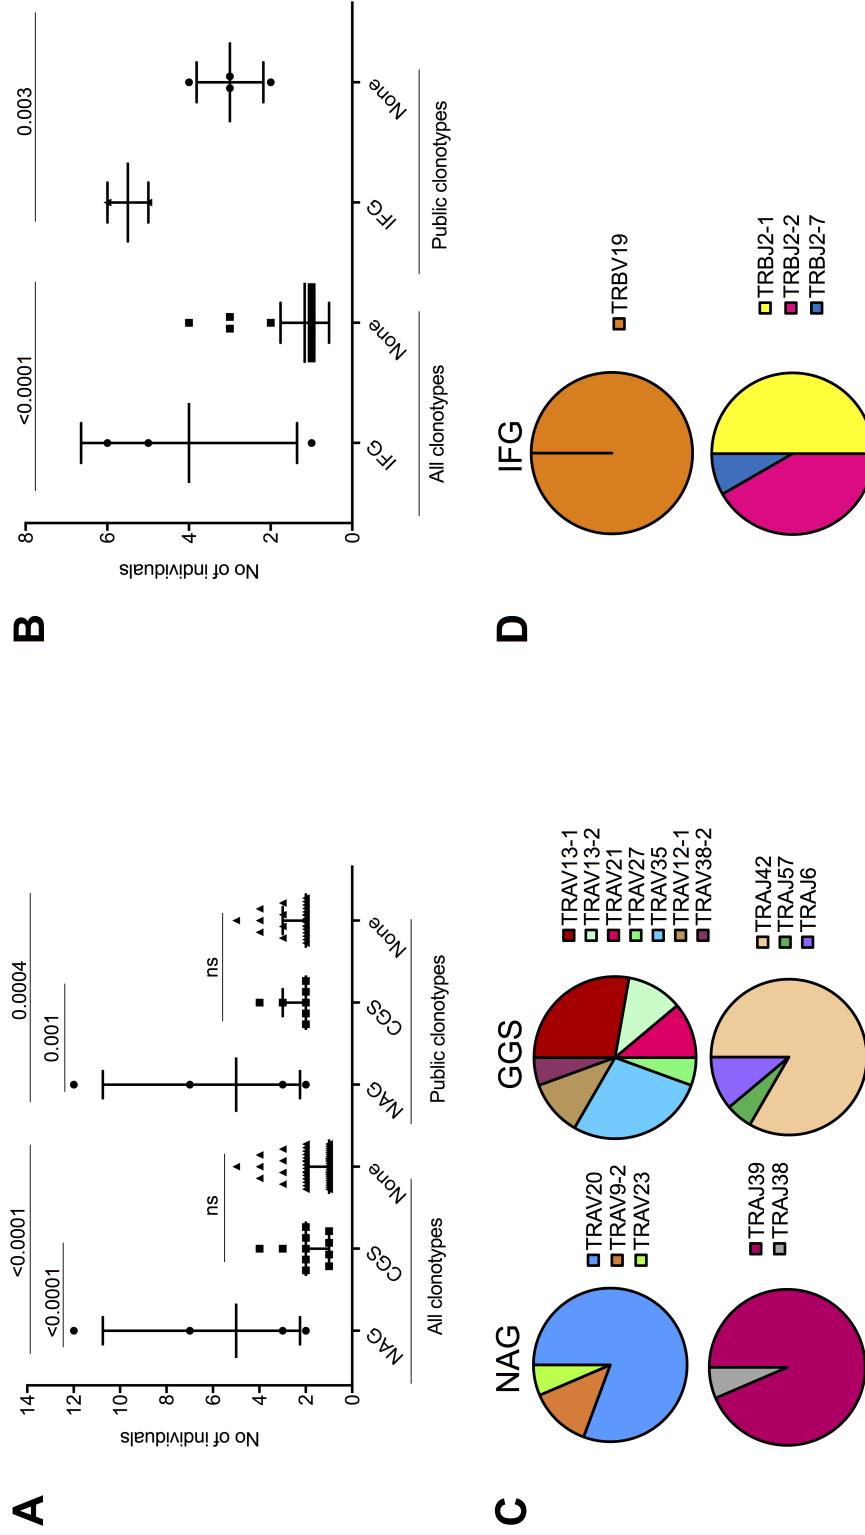 A
No of individuals
14
12
10
8
6
4
2
0
<0.0001
<0.0001
ns
0.0004
0.001
ns
NAG
CGS
None
NAG
CGS
None
All clonotypes
Public clonotypes
B
No of individuals
8
6
4
2
0
<0.0001
0.003
IFG
None
IFG
None
All clonotypes
Public clonotypes
C
NAG
TRAV20
TRAV9-2
TRAV23
TRAJ39
TRAJ38
GGS
TRAV13-1
TRAV13-2
TRAV21
TRAV27
TRAV35
TRAV12-1
TRAV38-2
TRAJ42
TRAJ57
TRAJ6
D
IFG
TRBV19
TRBJ2-1
TRBJ2-2
TRBJ2-7